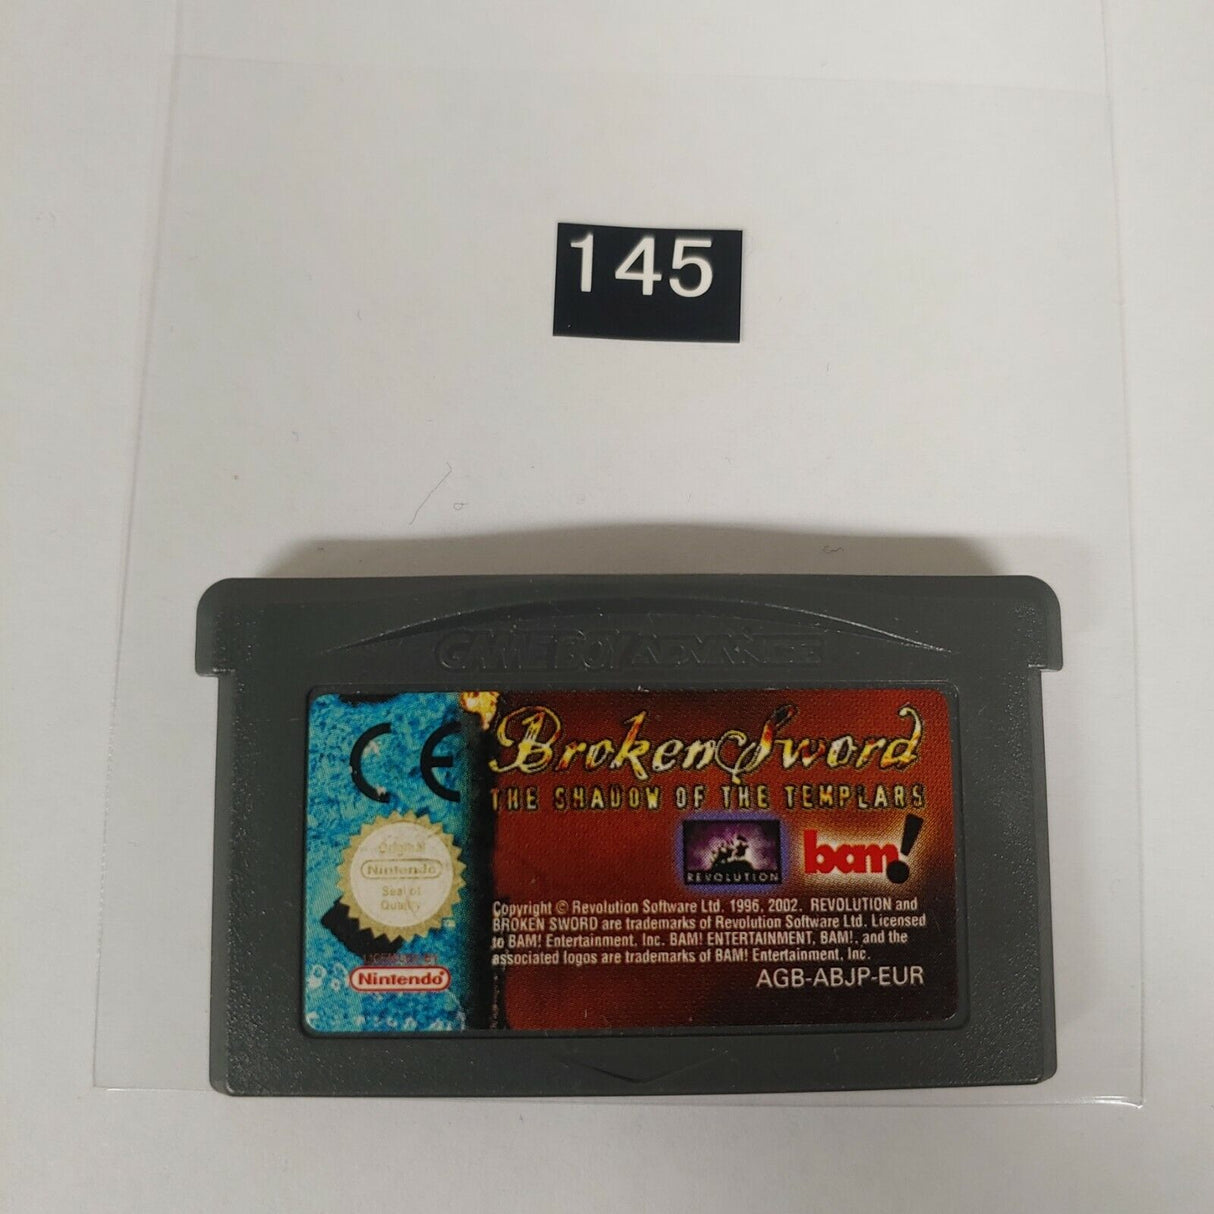 145
GAME BOY ADVANCE
CE
Broken Sword
THE SHADOW OF THE TEMPLARS
Original
Nintendo
Seal of
Quality
REVOLUTION
bam!
Copyright © Revolution Software Ltd. 1996, 2002. REVOLUTION and
BROKEN SWORD are trademarks of Revolution Software Ltd. Licensed
to BAM! Entertainment, Inc. BAM! ENTERTAINMENT, BAM!, and the
associated logos are trademarks of BAM! Entertainment, Inc.
LICENSED BY
Nintendo
AGB-ABJP-EUR